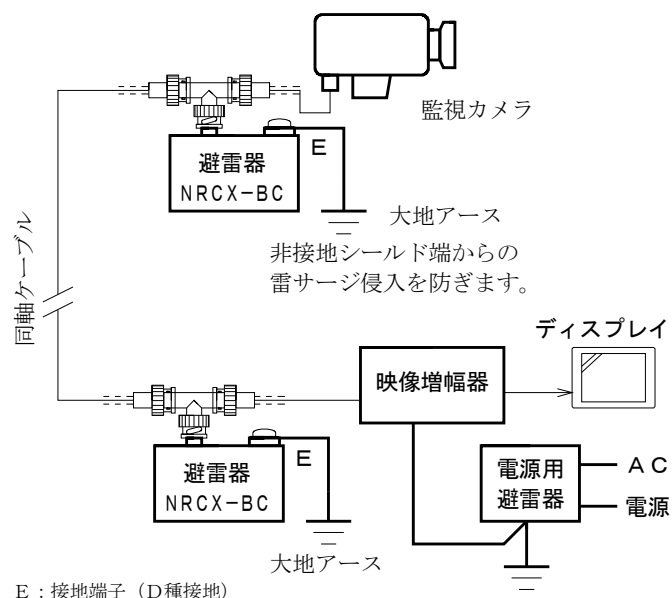 監視カメラ
避雷器
NRCX-BC
E
大地アース
非接地シールド端からの
雷サージ侵入を防ぎます。
同軸ケーブル
ディスプレイ
映像増幅器
避雷器
NRCX-BC
E
電源用
避雷器
AC
電源
大地アース
E：接地端子（D種接地）